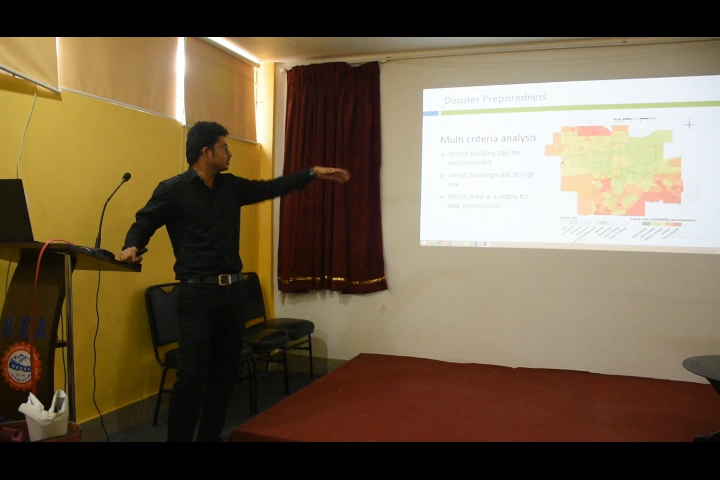 Disaster Preparedness
Multi criteria analysis
Which Building can be
reconstructed
Which buildings are at high
risk
Which area is suitable for
new construction